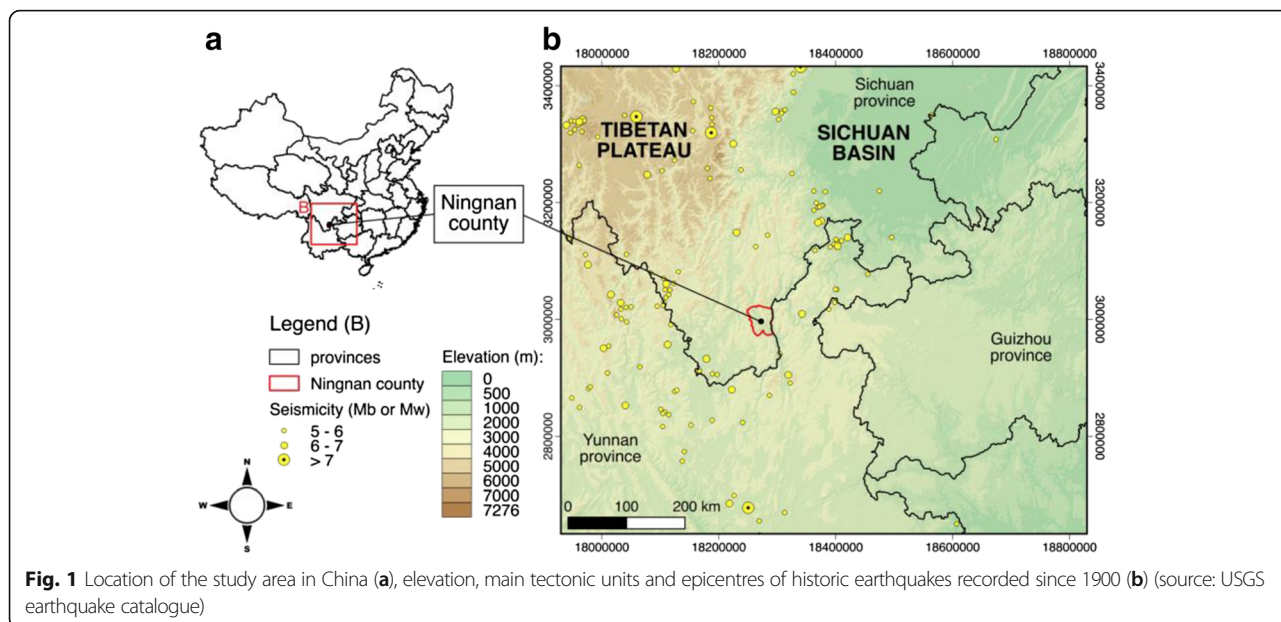 a
b
18000000
18200000
18400000
18600000
18800000
3400000
3400000
Sichuan
province
TIBETAN
PLATEAU
SICHUAN
BASIN
B
Ningnan
county
3200000
3200000
3000000
3000000
Guizhou
province
Legend (B)
provinces
Ningnan county
Seismicity (Mb or Mw)
5 - 6
6 - 7
> 7
Elevation (m):
0
500
1000
2000
3000
4000
5000
6000
7000
7276
2800000
2800000
Yunnan
province
N
W
E
S
0 100 200 km
18000000
18200000
18400000
18600000
18800000
Fig. 1 Location of the study area in China (a), elevation, main tectonic units and epicentres of historic earthquakes recorded since 1900 (b) (source: USGS
earthquake catalogue)